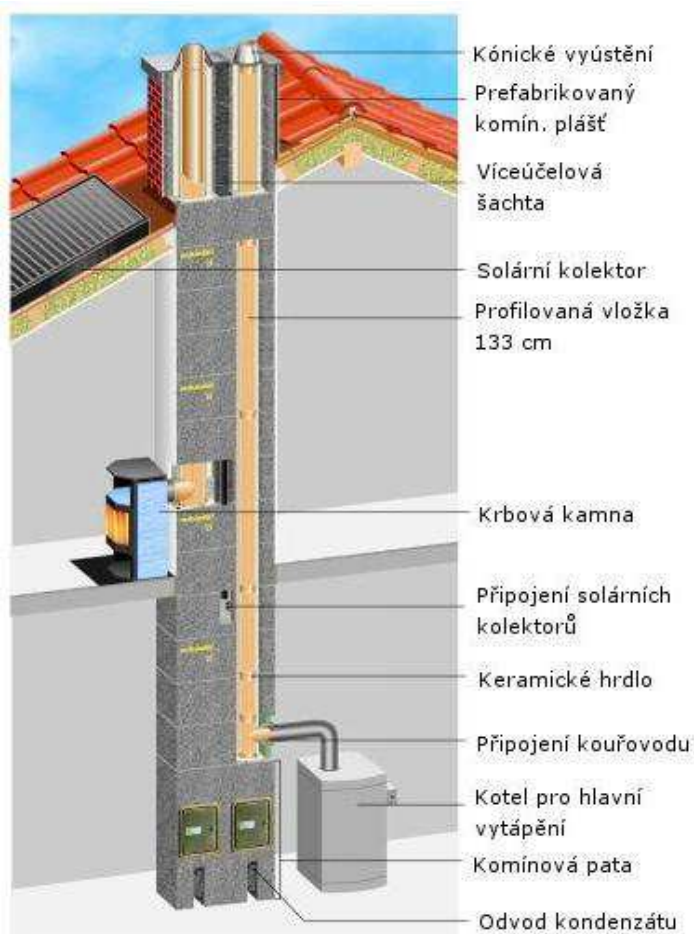 Kónické vyústění
Prefabrikovaný
komín. plášť
Víceúčelová
šachta
Solární kolektor
Profilovaná vložka
133 cm
Krbová kamna
Připojení solárních
kolektorů
Keramické hrdlo
Připojení kouřovodu
Kotel pro hlavní
vytápění
Komínová pata
Odvod kondenzátu